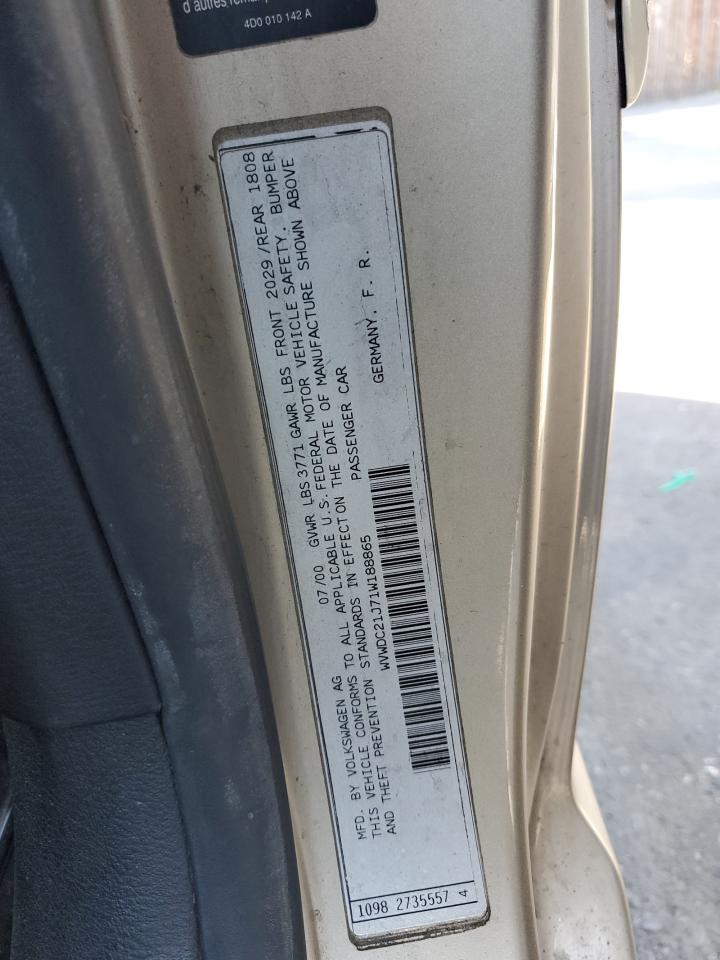 d'autres
4D0 010 142 A
MFD. BY VOLKSWAGEN AG 07/00 GVWR LBS 3771 GAWR LBS FRONT 2029/REAR 1808
THIS VEHICLE CONFORMS TO ALL APPLICABLE U.S. FEDERAL MOTOR VEHICLE SAFETY. BUMPER
AND THEFT PREVENTION STANDARDS IN EFFECTON THE DATE OF MANUFACTURE SHOWN ABOVE
WVWDC21J71W188865 PASSENGER CAR
GERMANY. F. R.
1098 2735557 4